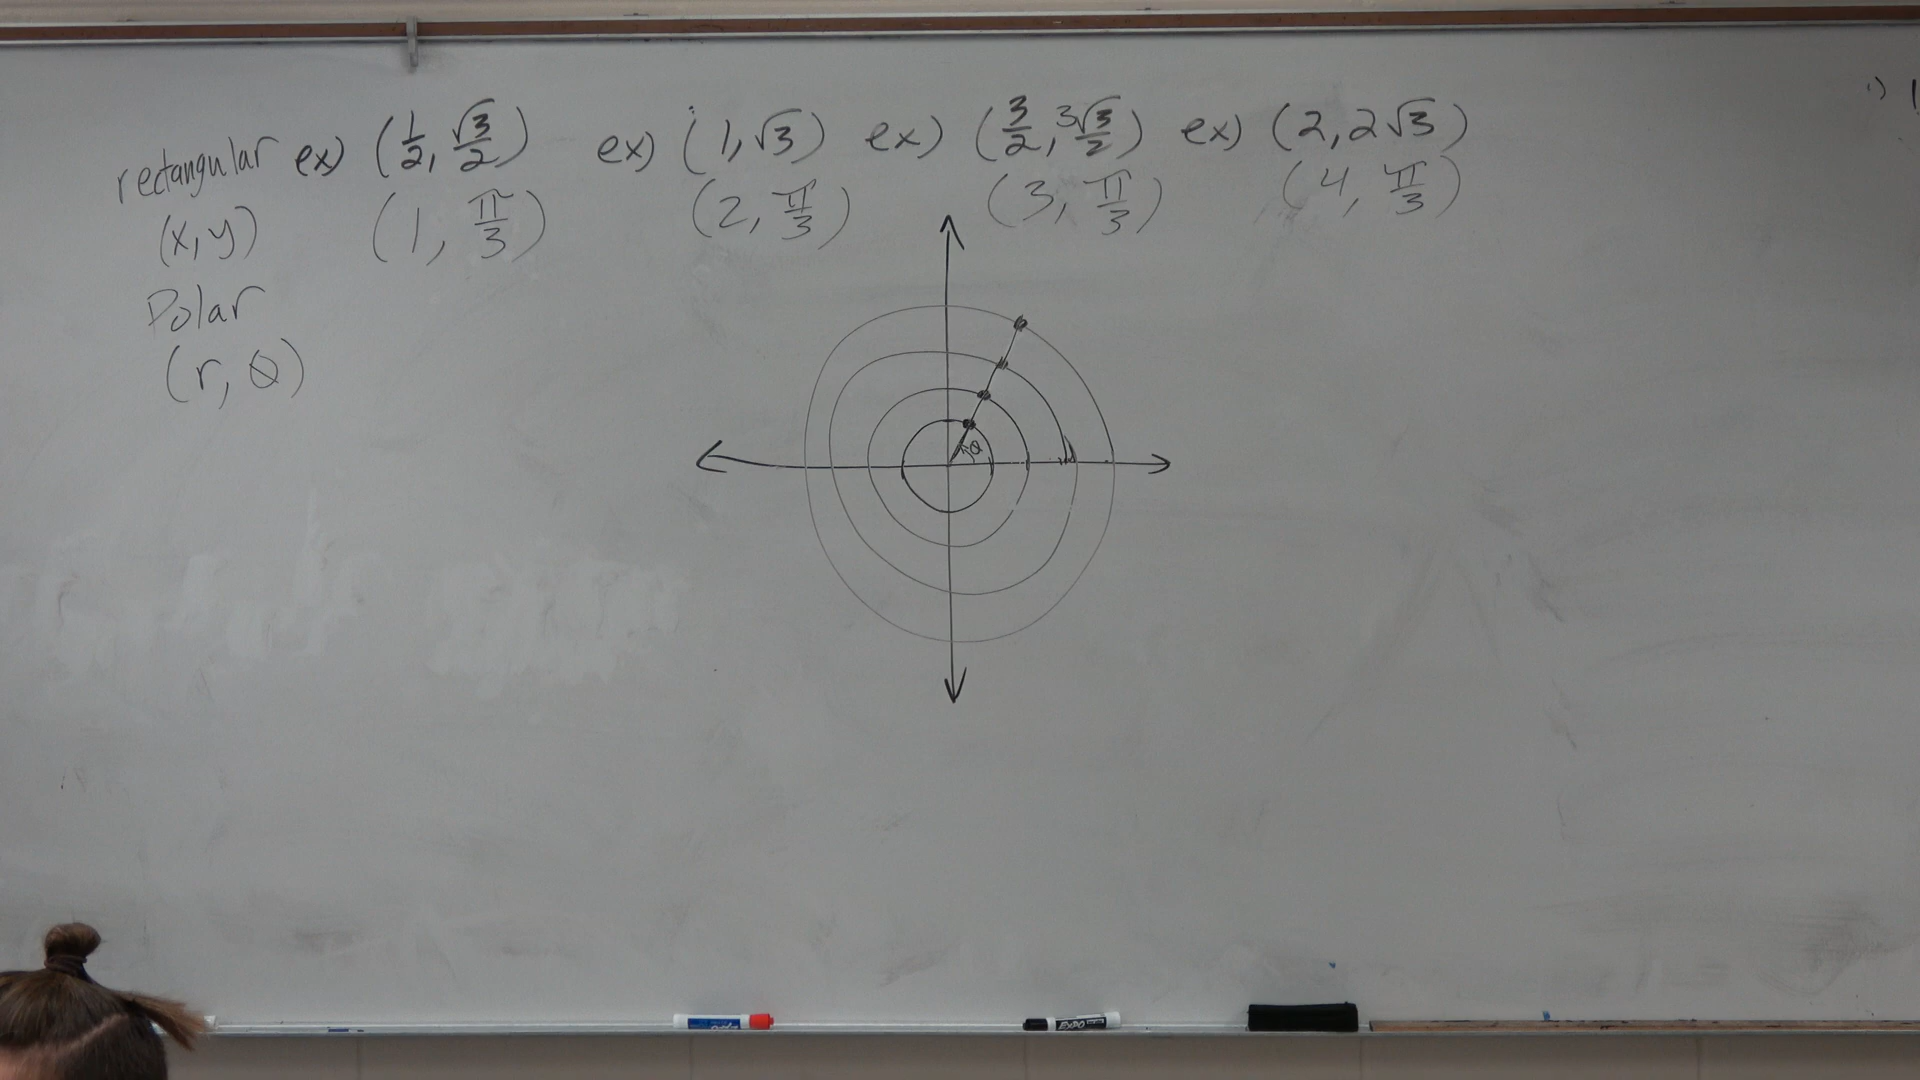 rectangular ex) (1/2, √3/2) ex) (1, √3) ex) (3/2, 3√3/2) ex) (2, 2√3)
(x, y) (1, π/3) (2, π/3) (3, π/3) (4, π/3)
Polar
(r, θ)
θ
EXPO